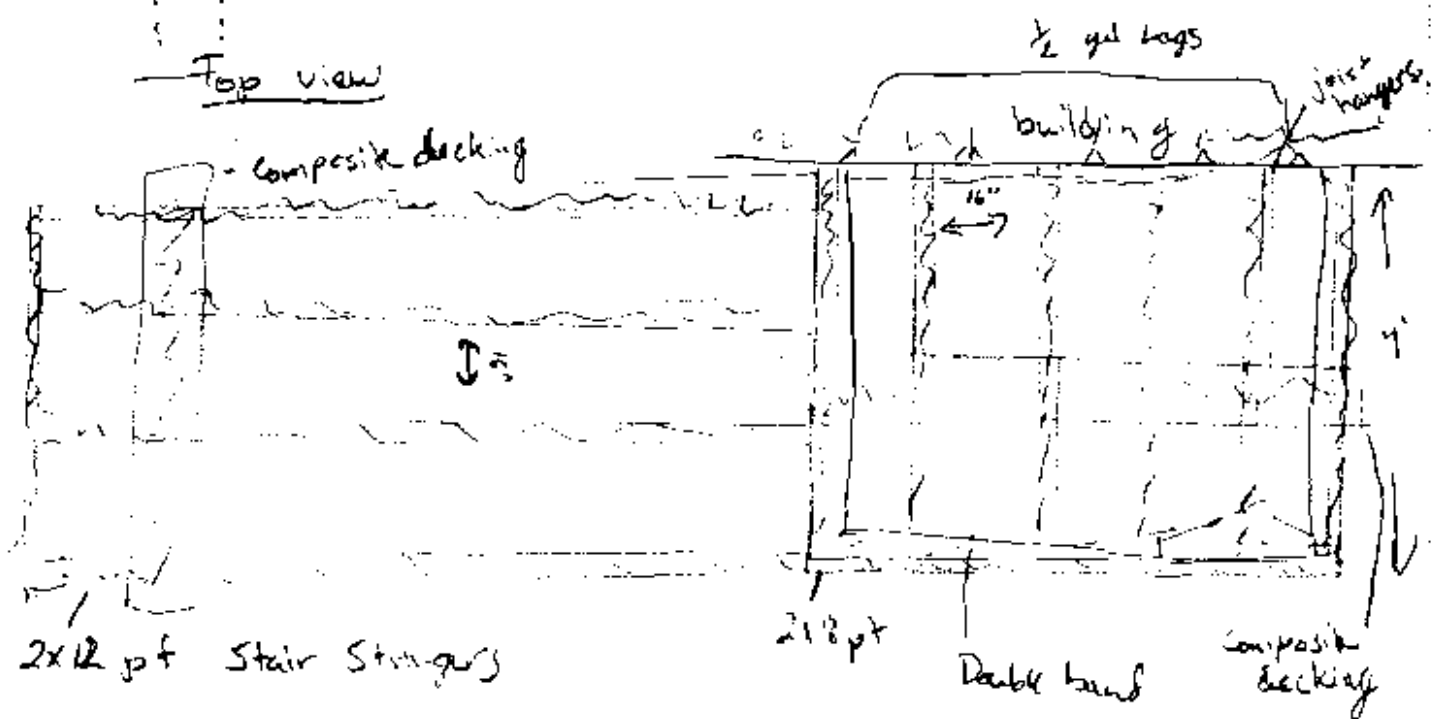 Top view
½ gal lags
joist
hangers
composite decking
building
16"
4'
2x12 pt Stair Stringers
2x8 pt
Double band
composite
decking